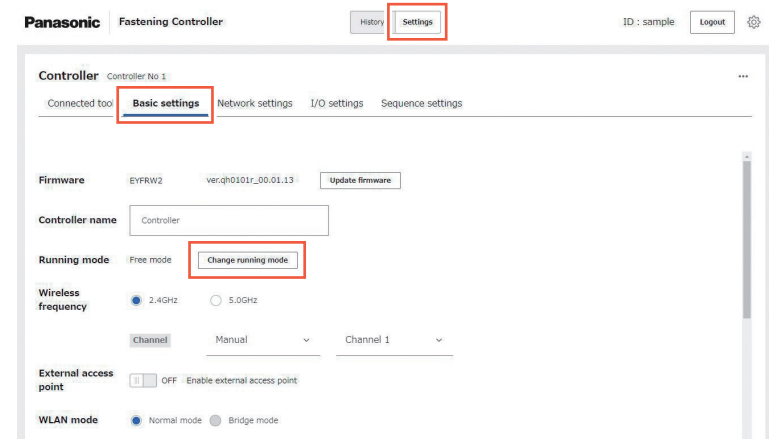 Panasonic Fastening Controller History Settings ID : sample Logout
Controller Controller No 1
Connected tool Basic settings Network settings I/O settings Sequence settings
Firmware EYFRW2 ver.qh0101r_00.01.13 Update firmware
Controller name Controller
Running mode Free mode Change running mode
Wireless
frequency 2.4GHz 5.0GHz
Channel Manual Channel 1
External access
point OFF Enable external access point
WLAN mode Normal mode Bridge mode